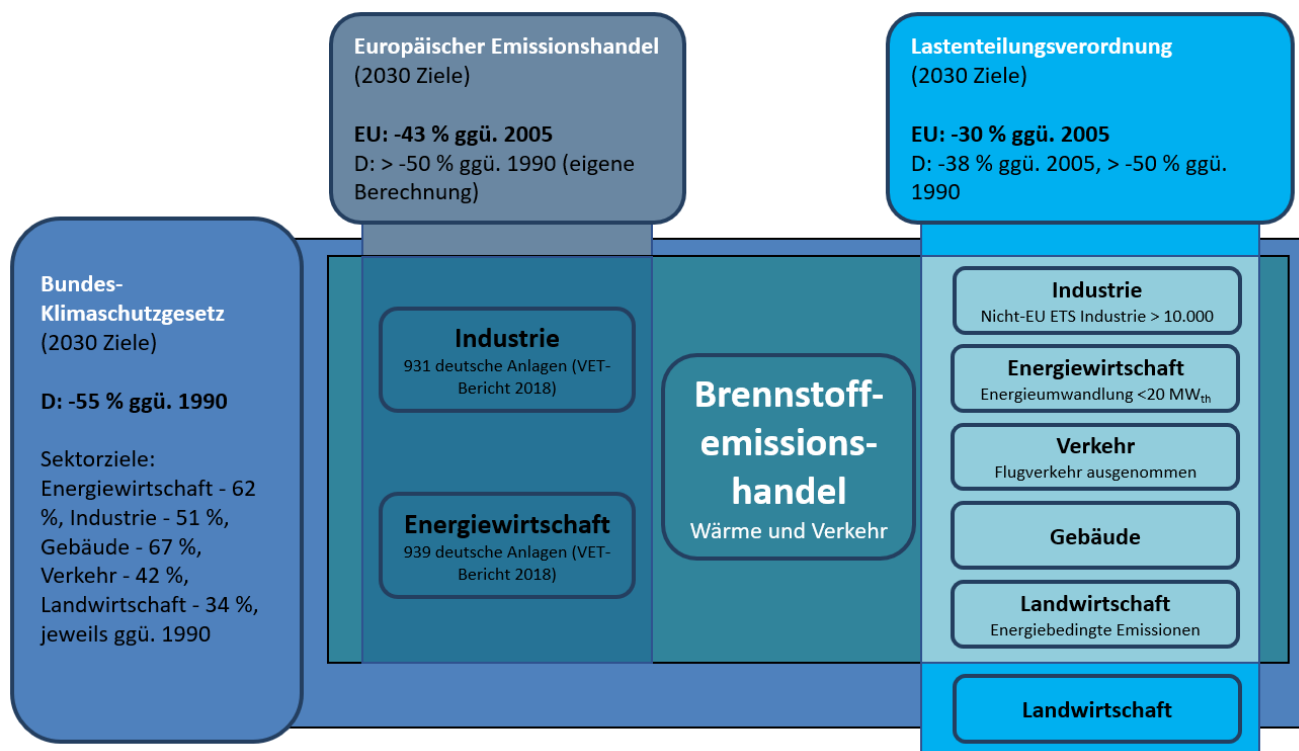 Europäischer Emissionshandel
(2030 Ziele)
EU: -43 % ggü. 2005
D: > -50 % ggü. 1990 (eigene
Berechnung)
Lastenteilungsverordnung
(2030 Ziele)
EU: -30 % ggü. 2005
D: -38 % ggü. 2005, > -50 % ggü.
1990
Bundes-
Klimaschutzgesetz
(2030 Ziele)
D: -55 % ggü. 1990
Sektorziele:
Energiewirtschaft - 62
%, Industrie - 51 %,
Gebäude - 67 %,
Verkehr - 42 %,
Landwirtschaft - 34 %,
jeweils ggü. 1990
Industrie
931 deutsche Anlagen (VET-
Bericht 2018)
Energiewirtschaft
939 deutsche Anlagen (VET-
Bericht 2018)
Brennstoff-
emissions-
handel
Wärme und Verkehr
Industrie
Nicht-EU ETS Industrie > 10.000
Energiewirtschaft
Energieumwandlung <20 MWth
Verkehr
Flugverkehr ausgenommen
Gebäude
Landwirtschaft
Energiebedingte Emissionen
Landwirtschaft